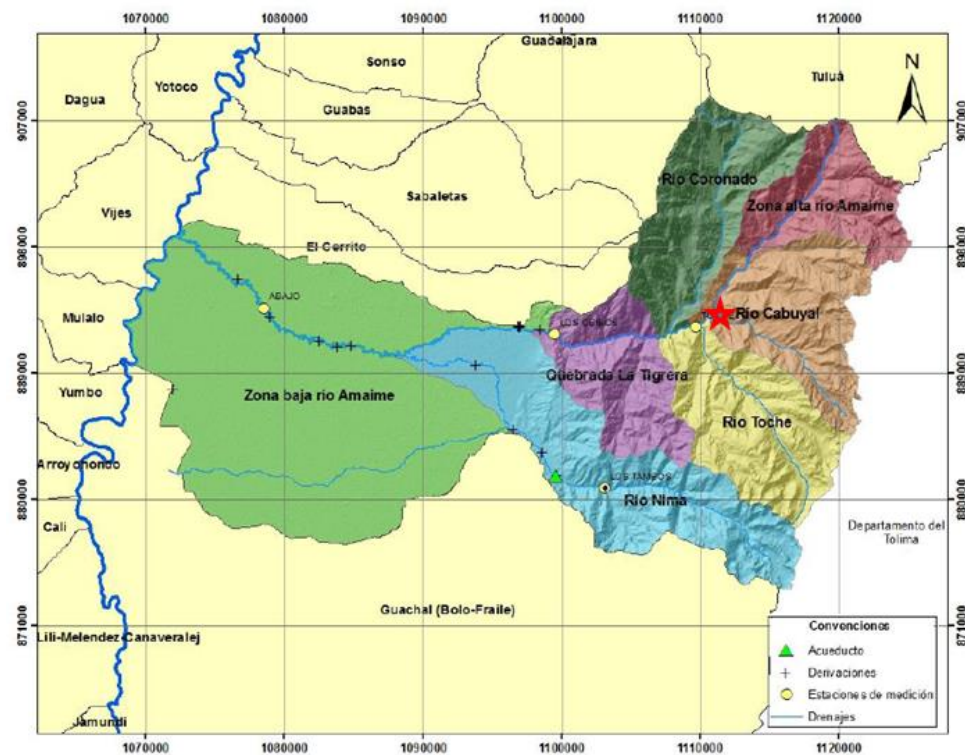 1070000 1080000 1090000 1100000 1110000 1120000
Guadalajara
Sonso
Tuluá
N
Yotoco
Dagua
Guabas
907000
907000
Río Coronado
Sabaletas
Zona alta río Amaime
Vijes
El Cerrito
898000
898000
ABAJO
Mulalo
Río Cabuyal
Quebrada La Tigrera
889000
889000
Yumbo
Zona baja río Amaime
Río Toche
Arroyohondo
LOS TAMBOS
880000
880000
Río Nima
Cali
Departamento del
Tolima
Guachal (Bolo-Fraile)
871000
871000
Lili-Melendez-Canaveralej
Jamundi
Convenciones
Acueducto
Derivaciones
Estaciones de medición
Drenajes
1070000 1080000 1090000 1100000 1110000 1120000